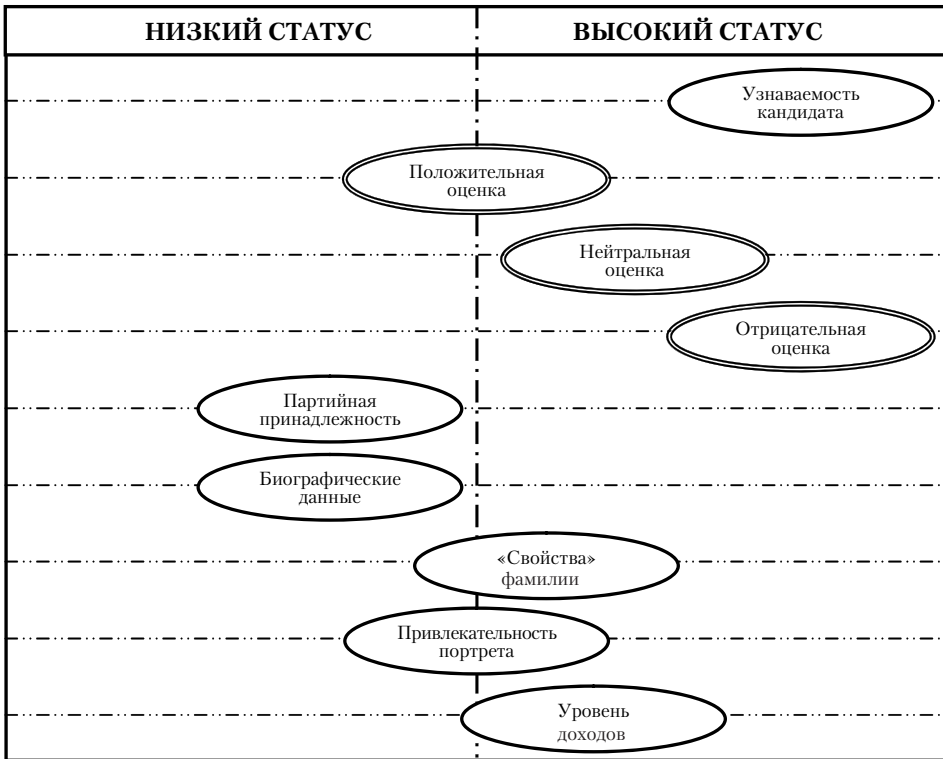 НИЗКИЙ СТАТУС
ВЫСОКИЙ СТАТУС
Узнаваемость
кандидата
Положительная
оценка
Нейтральная
оценка
Отрицательная
оценка
Партийная
принадлежность
Биографические
данные
«Свойства»
фамилии
Привлекательность
портрета
Уровень
доходов